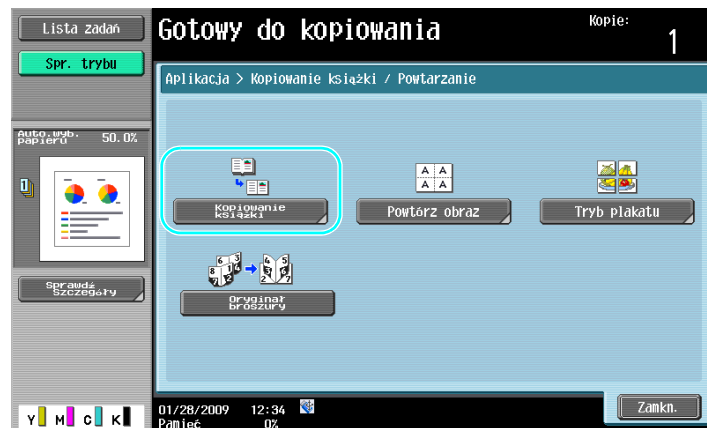 Lista zadań
Gotowy do kopiowania
Kopie:
1
Spr. trybu
Aplikacja > Kopiowanie książki / Powtarzanie
Auto.wyb.
papieru
50.0%
1
Kopiowanie
książki
A A
A A
Powtórz obraz
Tryb plakatu
Sprawdź
Szczegóły
Oryginał
broszury
Y M C K
01/28/2009 12:34
Pamięć 0%
Zamkn.